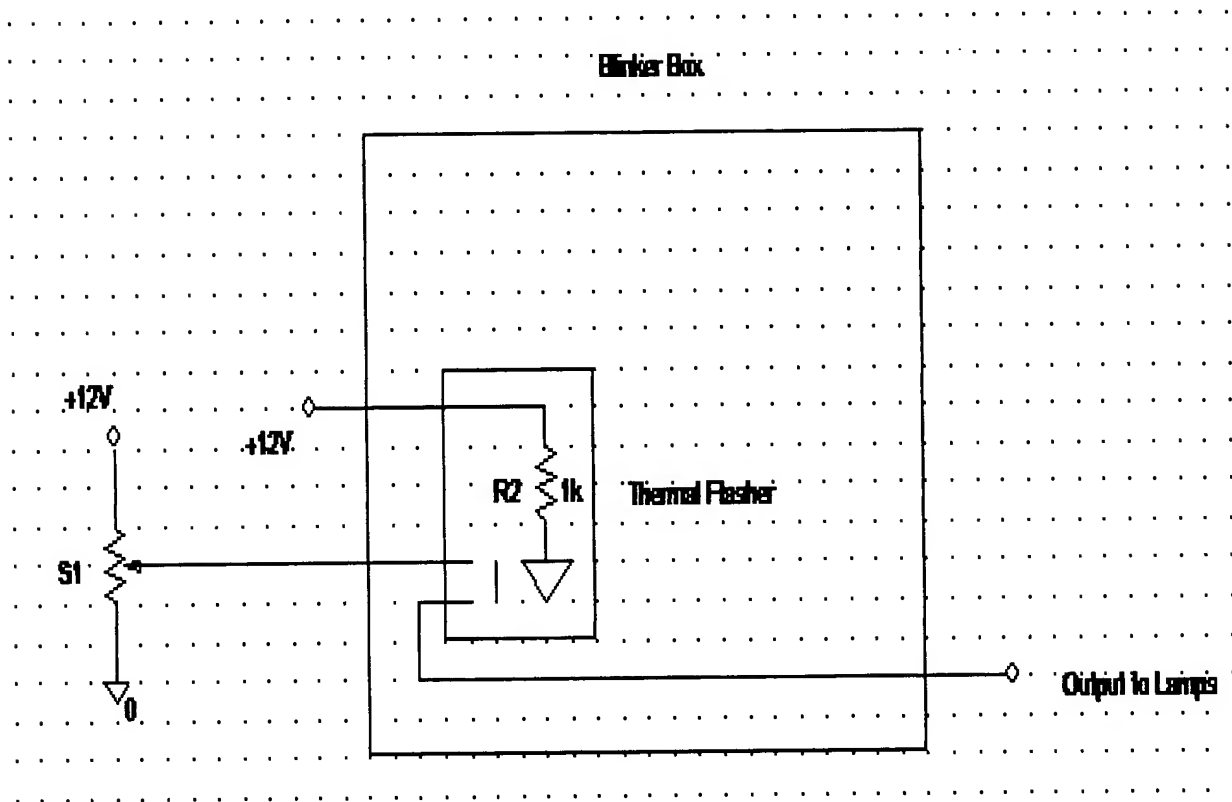 Blinker Box
+12V
+12V
R2 1k Thermal Flasher
S1
0
Output to Lamps